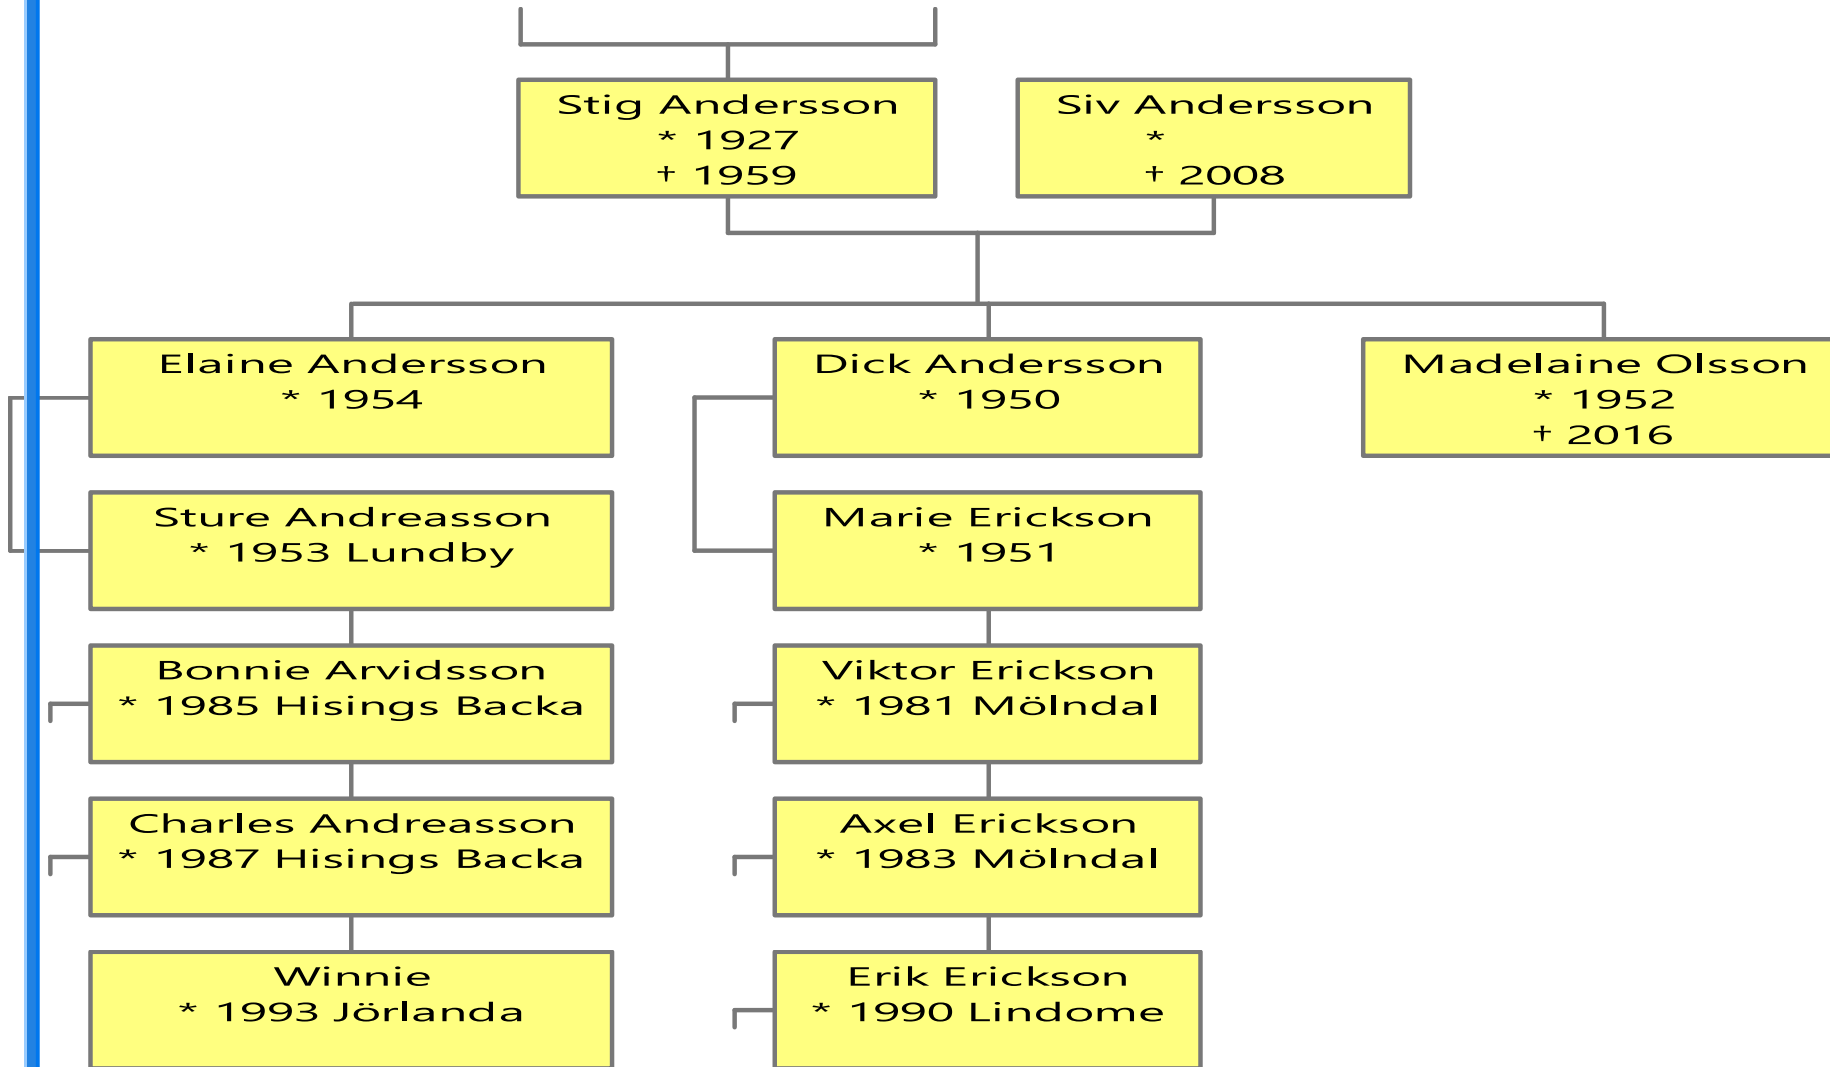 Stig Andersson
* 1927
+ 1959
Siv Andersson
*
+ 2008
Elaine Andersson
* 1954
Dick Andersson
* 1950
Madelaine Olsson
* 1952
+ 2016
Sture Andreasson
* 1953 Lundby
Marie Erickson
* 1951
Bonnie Arvidsson
* 1985 Hisings Backa
Viktor Erickson
* 1981 Mölndal
Charles Andreasson
* 1987 Hisings Backa
Axel Erickson
* 1983 Mölndal
Winnie
* 1993 Jörlanda
Erik Erickson
* 1990 Lindome